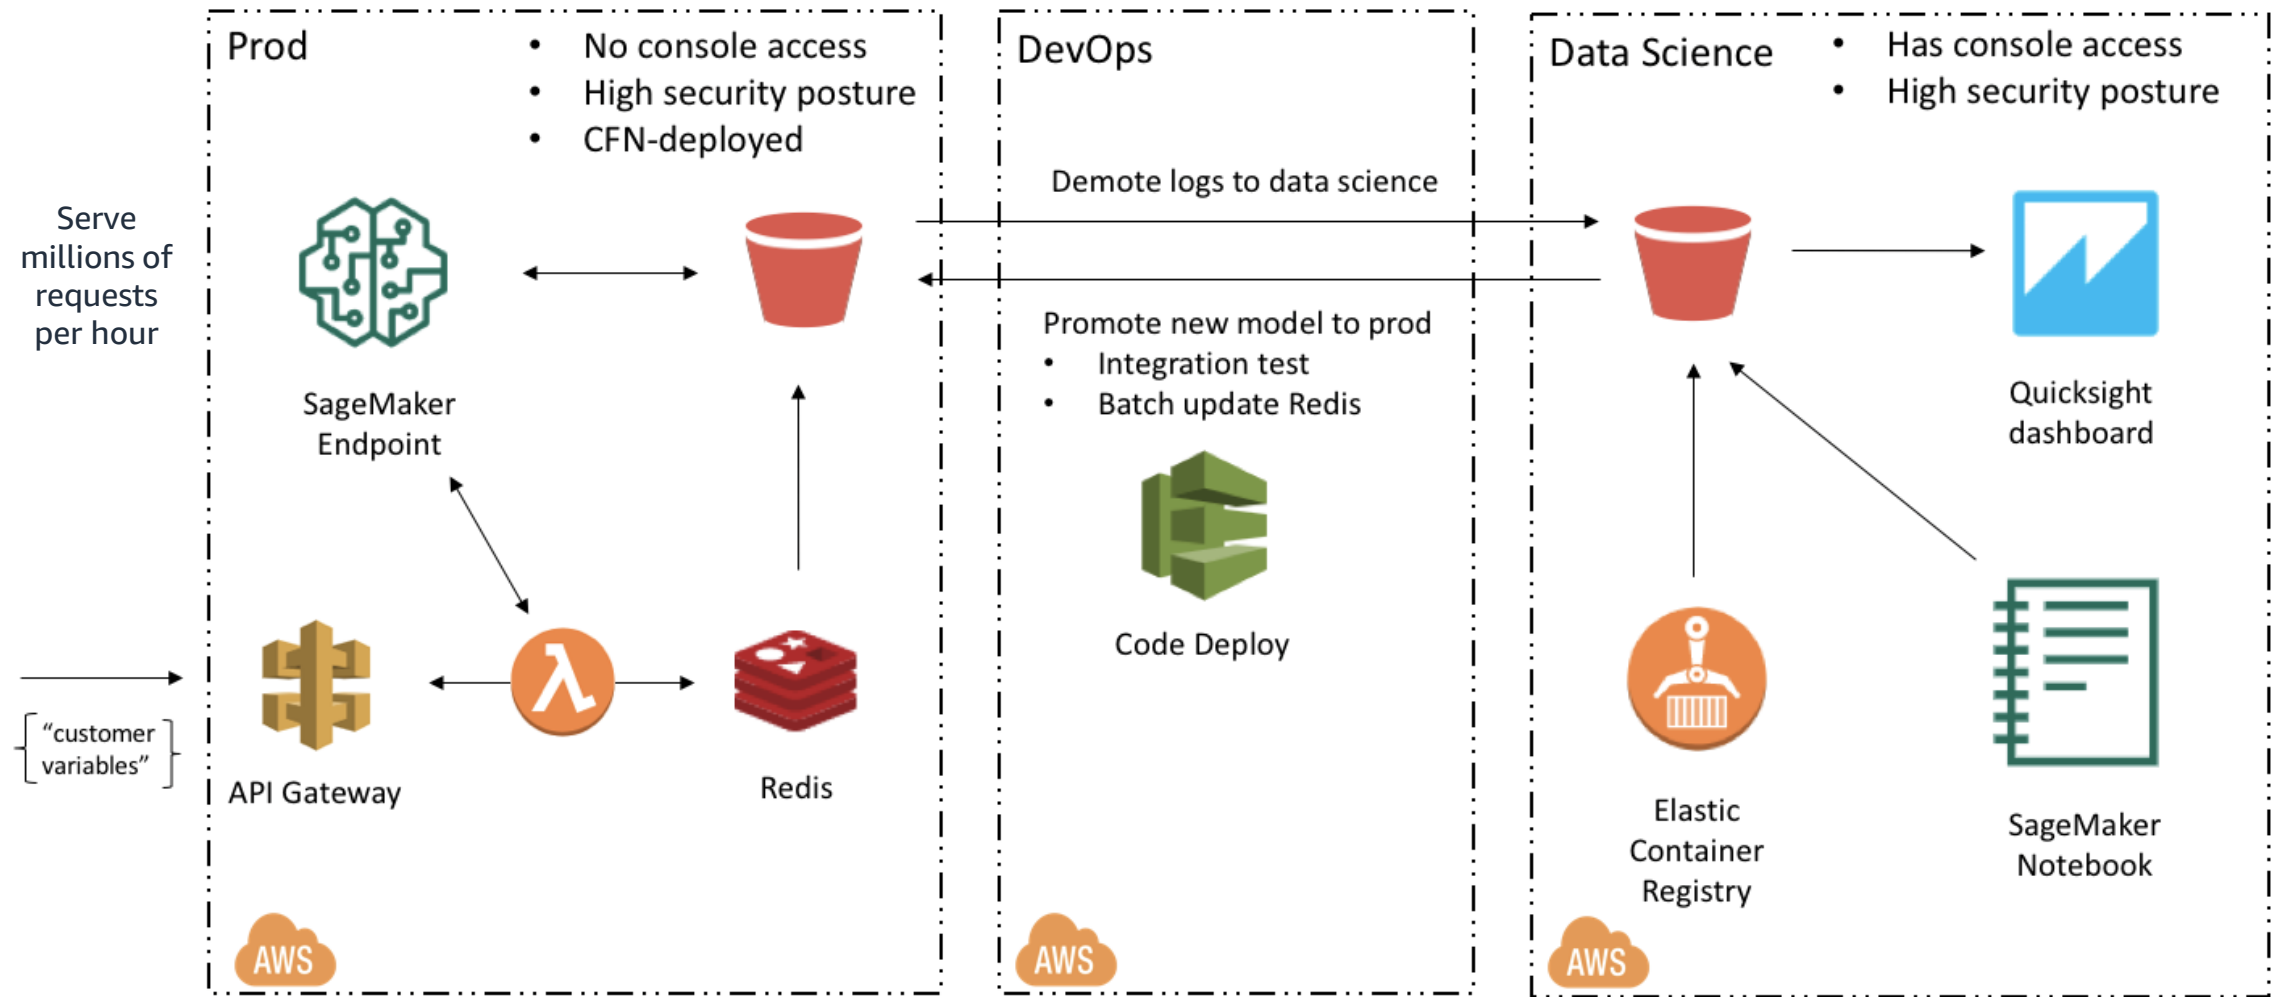 Serve
millions of
requests
per hour
“customer
variables”
Prod
• No console access
• High security posture
• CFN-deployed
SageMaker
Endpoint
API Gateway
Redis
AWS
DevOps
Demote logs to data science
Promote new model to prod
• Integration test
• Batch update Redis
Code Deploy
AWS
Data Science
• Has console access
• High security posture
Quicksight
dashboard
Elastic
Container
Registry
SageMaker
Notebook
AWS